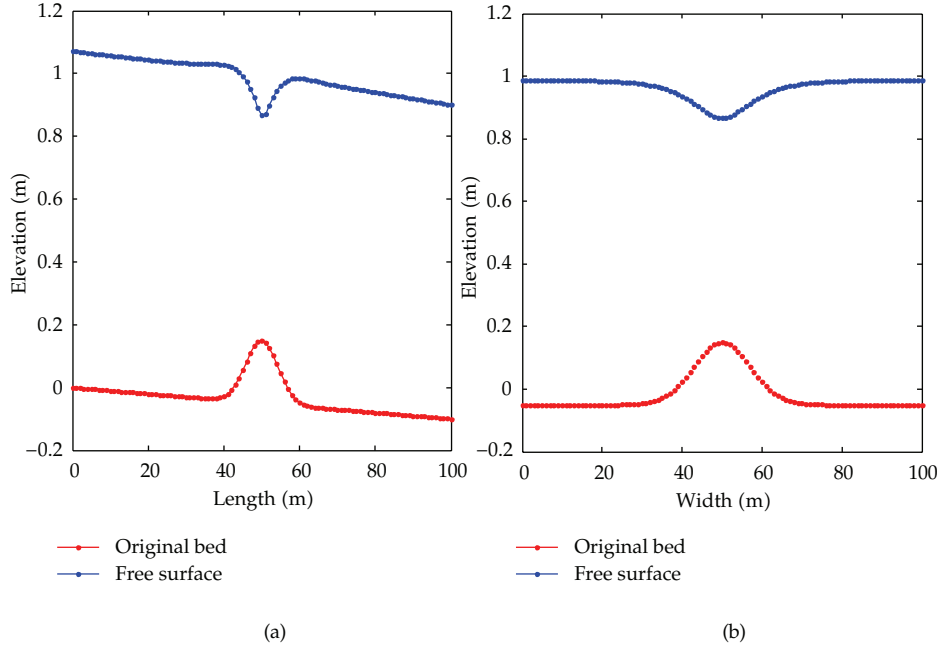 1.2
1
0.8
0.6
0.4
0.2
0
−0.2
0 20 40 60 80 100
Elevation (m)
Length (m)
Original bed
Free surface
(a)
1.2
1
0.8
0.6
0.4
0.2
0
−0.2
0 20 40 60 80 100
Elevation (m)
Width (m)
Original bed
Free surface
(b)